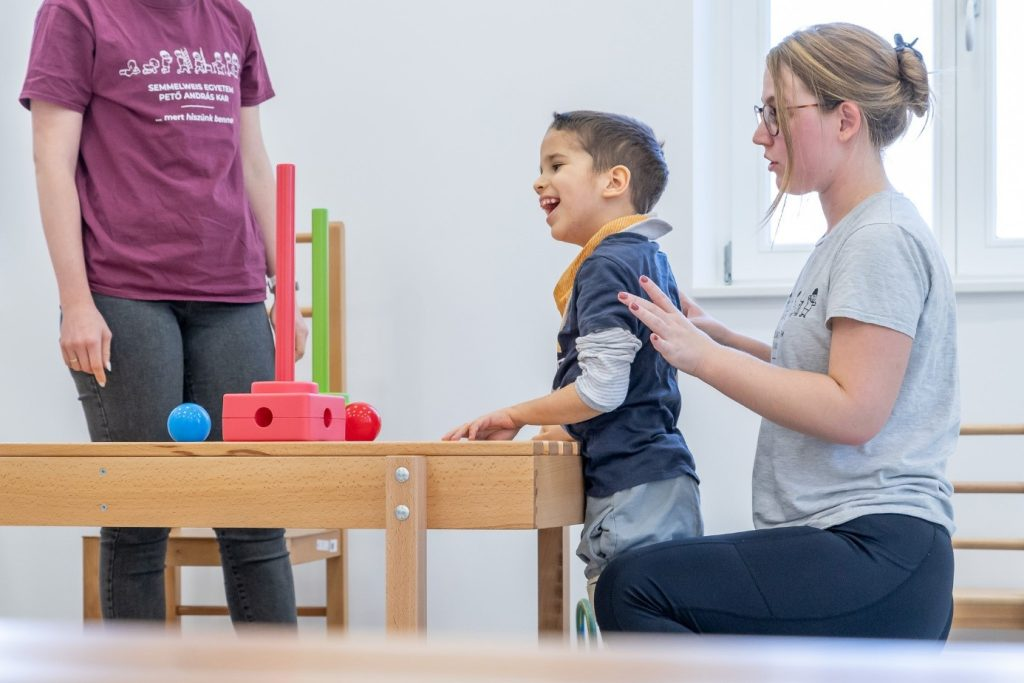 SEMMELWEIS EGYETEM
PETŐ ANDRÁS KAR
... mert hiszünk benne